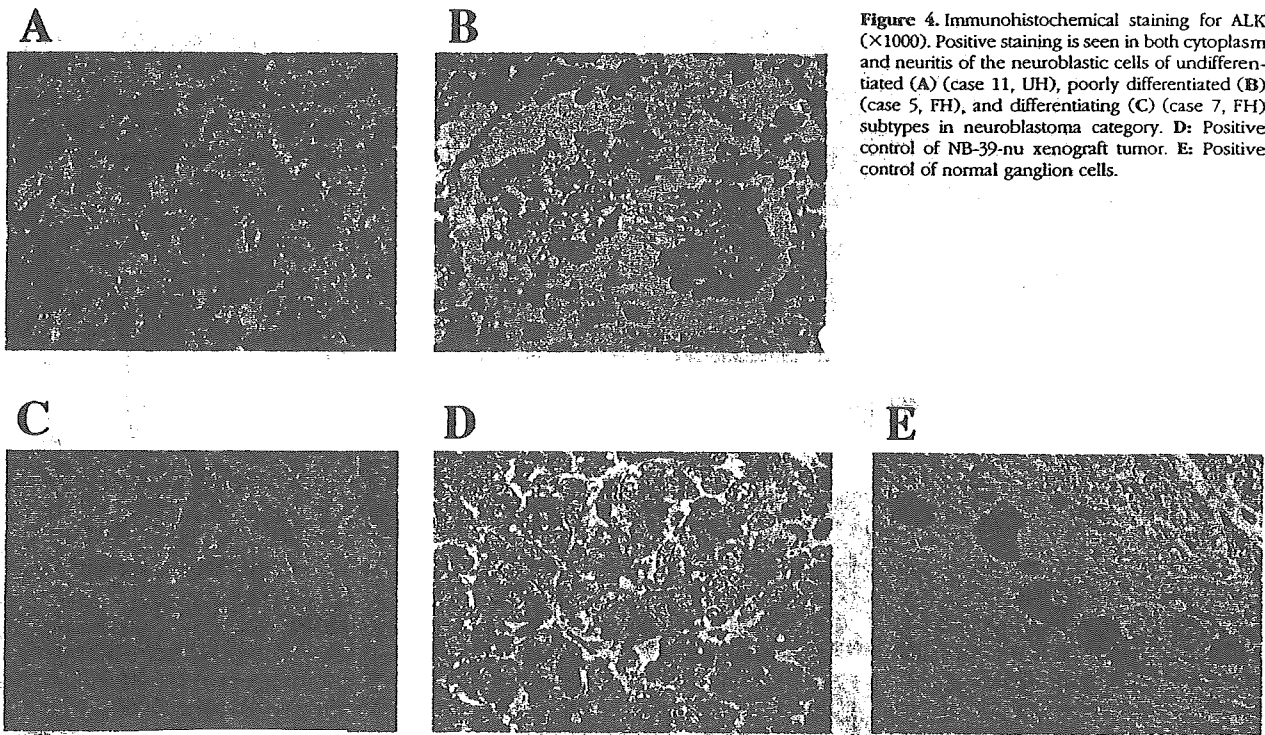 A
B
Figure 4. Immunohistochemical staining for ALK
(×1000). Positive staining is seen in both cytoplasm
and neuritis of the neuroblastic cells of undifferen-
tiated (A) (case 11, UH), poorly differentiated (B)
(case 5, FH), and differentiating (C) (case 7, FH)
subtypes in neuroblastoma category. D: Positive
control of NB-39-nu xenograft tumor. E: Positive
control of normal ganglion cells.
C
D
E